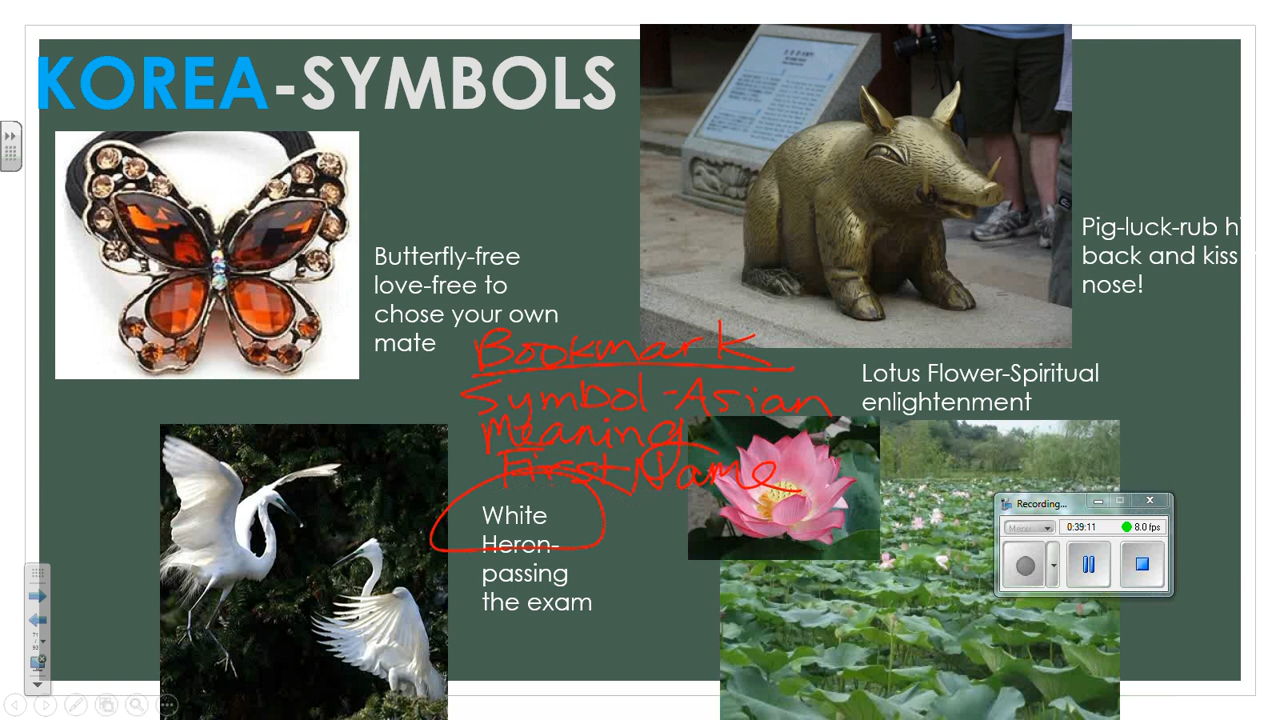 KOREA-SYMBOLS
Butterfly-free
love-free to
chose your own
mate
Pig-luck-rub hi
back and kiss
nose!
Bookmark
Symbol-Asian
Meaning
First Name
Lotus Flower-Spiritual
enlightenment
White
Heron-
passing
the exam
Recording...
Menu
0:39:11
8.0 fps